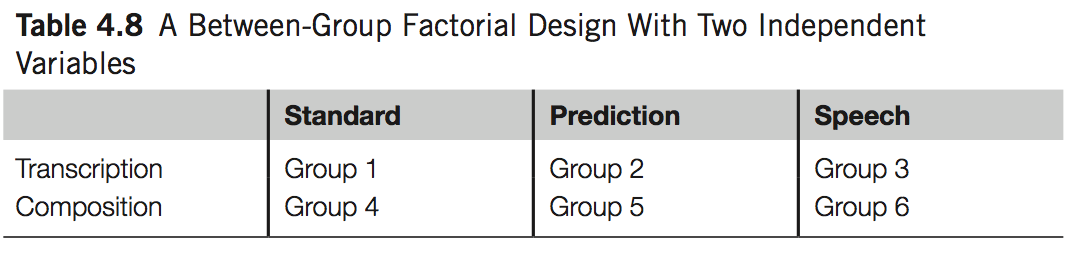 Table 4.8 A Between-Group Factorial Design With Two Independent
Variables
Standard Prediction Speech
Transcription Group 1 Group 2 Group 3
Composition Group 4 Group 5 Group 6